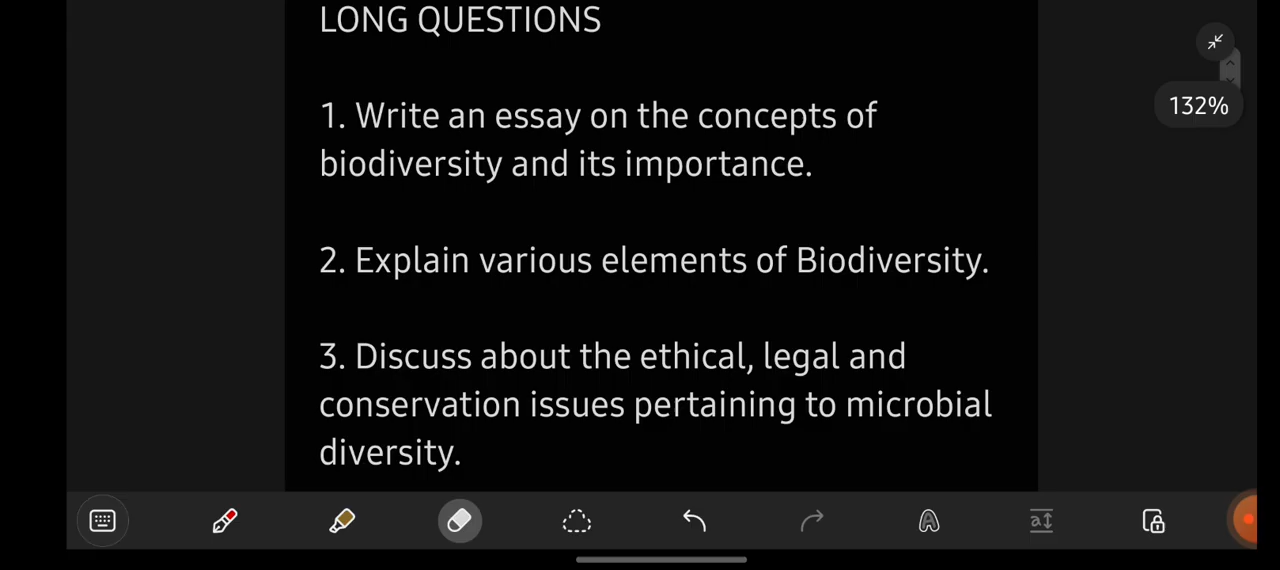 LONG QUESTIONS
132%
1. Write an essay on the concepts of
biodiversity and its importance.
2. Explain various elements of Biodiversity.
3. Discuss about the ethical, legal and
conservation issues pertaining to microbial
diversity.